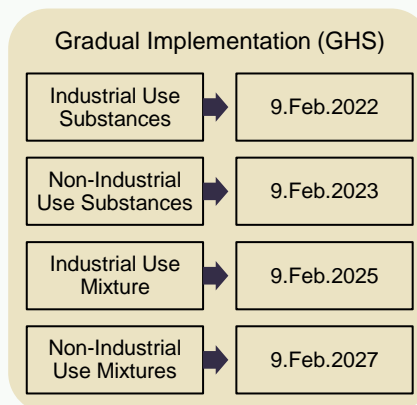 Gradual Implementation (GHS)
Industrial Use
Substances
9.Feb.2022
Non-Industrial
Use Substances
9.Feb.2023
Industrial Use
Mixture
9.Feb.2025
Non-Industrial
Use Mixtures
9.Feb.2027